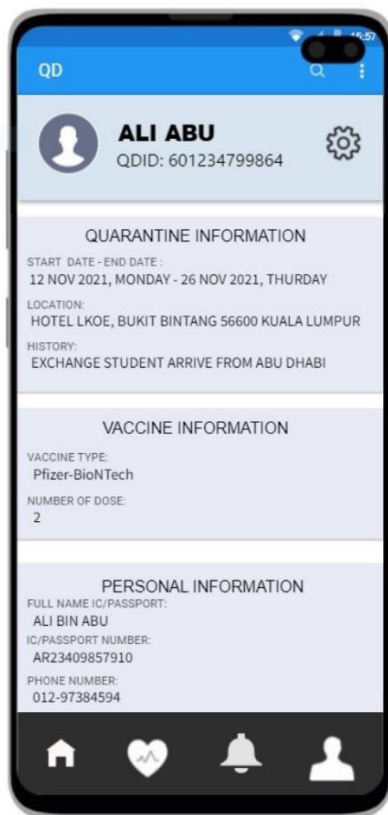 15:57
QD
ALI ABU
QDID: 601234799864
QUARANTINE INFORMATION
START DATE - END DATE :
12 NOV 2021, MONDAY - 26 NOV 2021, THURDAY
LOCATION:
HOTEL LKOE, BUKIT BINTANG 56600 KUALA LUMPUR
HISTORY:
EXCHANGE STUDENT ARRIVE FROM ABU DHABI
VACCINE INFORMATION
VACCINE TYPE:
Pfizer-BioNTech
NUMBER OF DOSE:
2
PERSONAL INFORMATION
FULL NAME IC/PASSPORT:
ALI BIN ABU
IC/PASSPORT NUMBER:
AR23409857910
PHONE NUMBER:
012-97384594